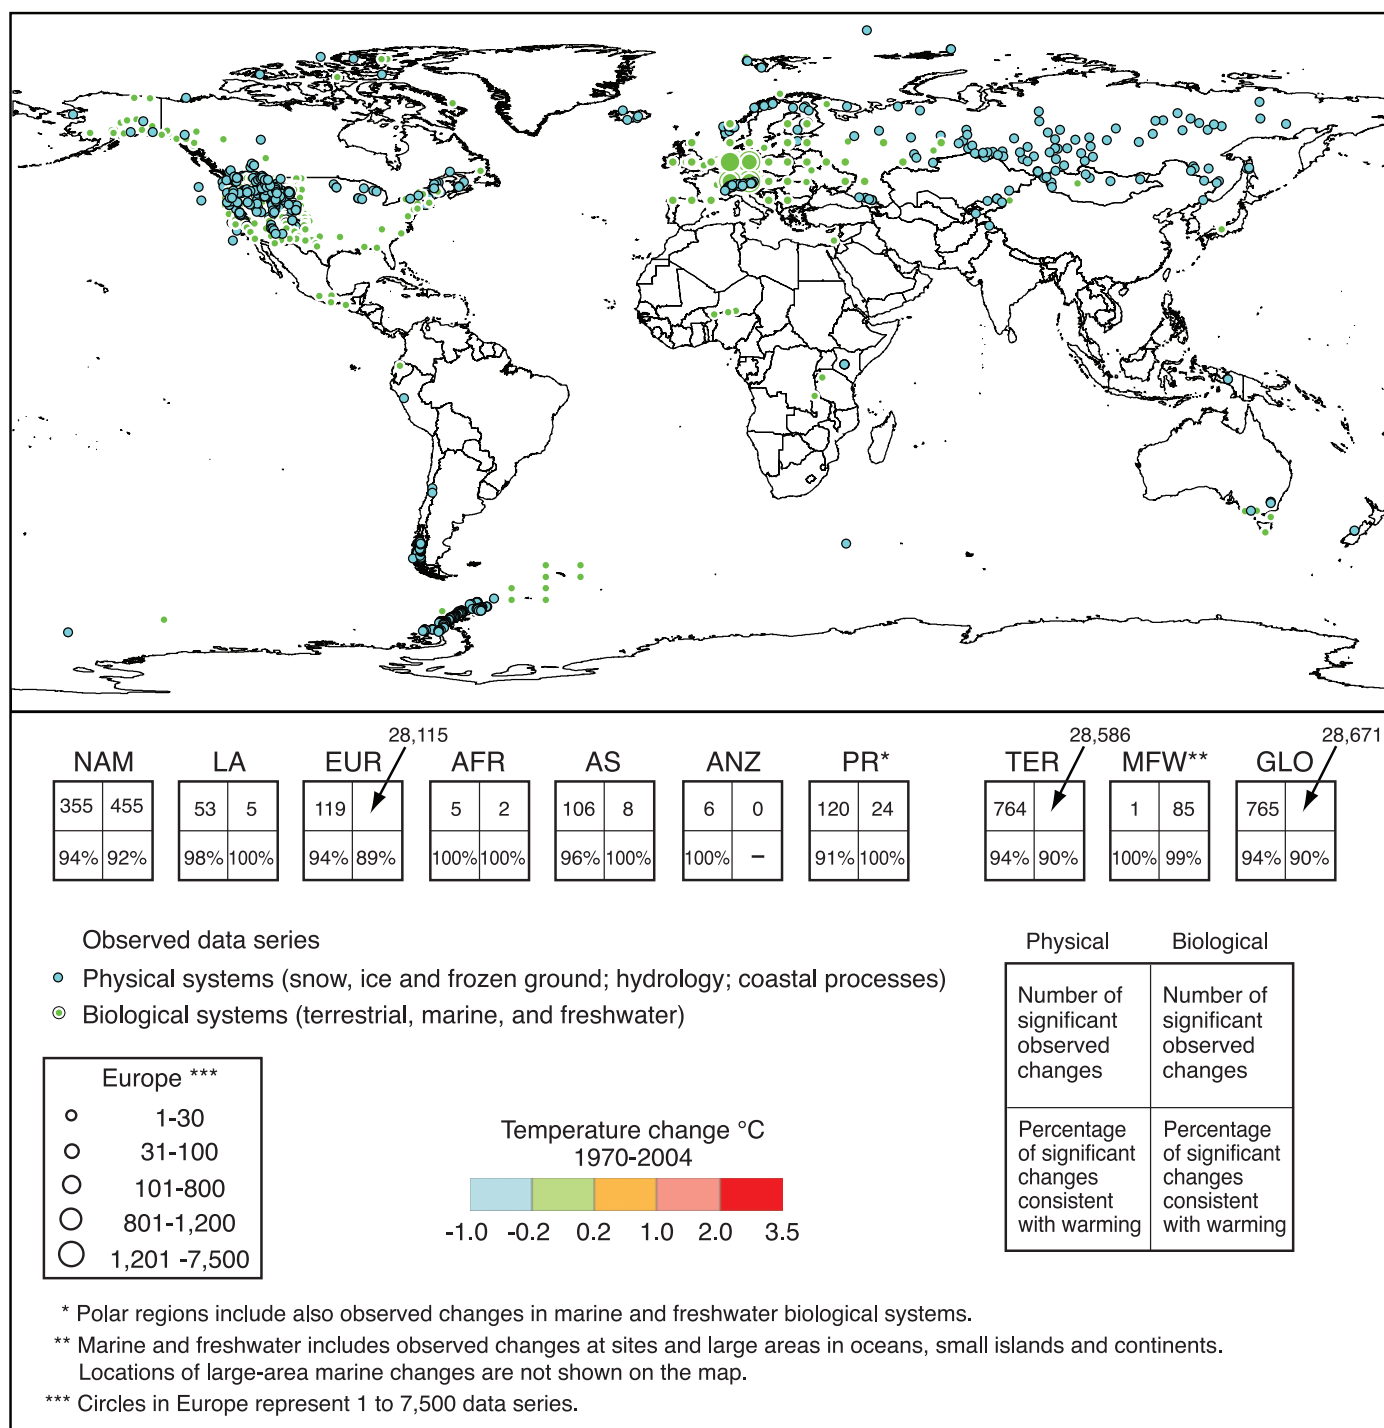 28,115
28,586
28,671
NAM LA EUR AFR AS ANZ PR* TER MFW** GLO
355 455 53 5 119 5 2 106 8 6 0 120 24 764 1 85 765
94% 92% 98% 100% 94% 89% 100% 100% 96% 100% 100% – 91% 100% 94% 90% 100% 99% 94% 90%
Observed data series
Physical systems (snow, ice and frozen ground; hydrology; coastal processes)
Biological systems (terrestrial, marine, and freshwater)
Europe ***
1-30
31-100
101-800
801-1,200
1,201 -7,500
Temperature change °C
1970-2004
-1.0 -0.2 0.2 1.0 2.0 3.5
Physical Biological
Number of
significant
observed
changes
Number of
significant
observed
changes
Percentage
of significant
changes
consistent
with warming
Percentage
of significant
changes
consistent
with warming
* Polar regions include also observed changes in marine and freshwater biological systems.
** Marine and freshwater includes observed changes at sites and large areas in oceans, small islands and continents.
Locations of large-area marine changes are not shown on the map.
*** Circles in Europe represent 1 to 7,500 data series.